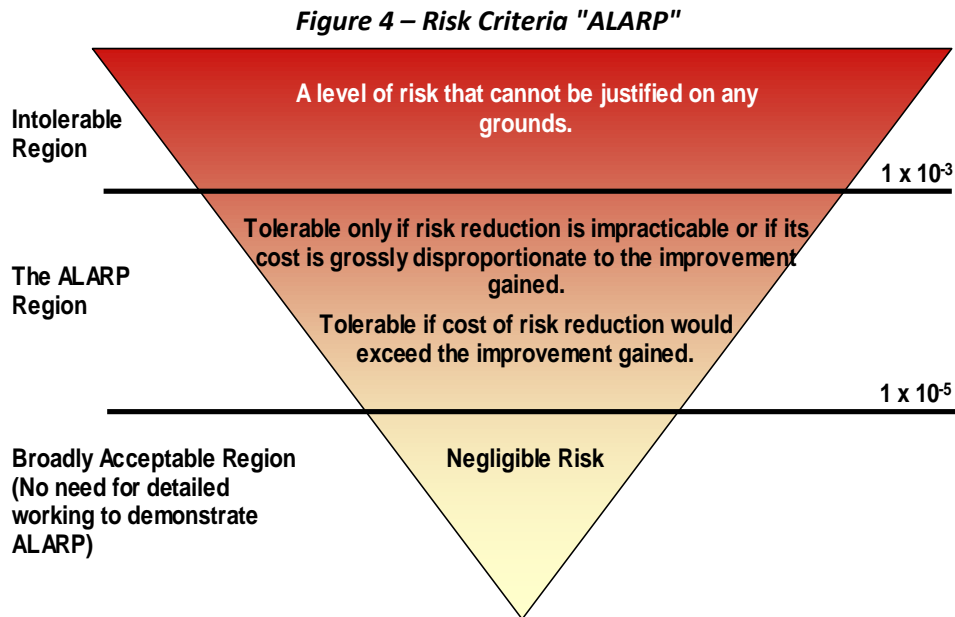 Figure 4 – Risk Criteria "ALARP"
A level of risk that cannot be justified on any
grounds.
Intolerable
Region
1 x 10⁻³
Tolerable only if risk reduction is impracticable or if its
cost is grossly disproportionate to the improvement
gained.
The ALARP
Region
Tolerable if cost of risk reduction would
exceed the improvement gained.
1 x 10⁻⁵
Broadly Acceptable Region
(No need for detailed
working to demonstrate
ALARP)
Negligible Risk